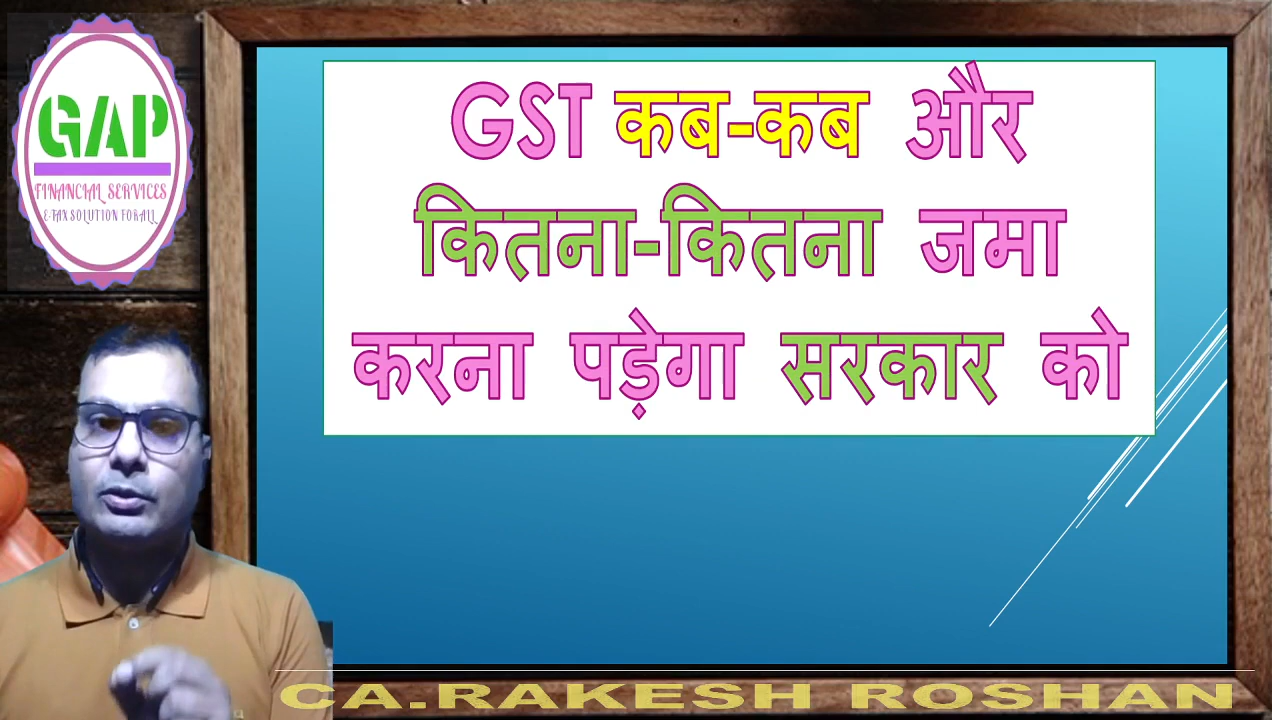 GAP
FINANCIAL SERVICES
E-TAX SOLUTION FOR ALL
GST कब-कब और
कितना-कितना जमा
करना पड़ेगा सरकार को
CA.RAKESH ROSHAN